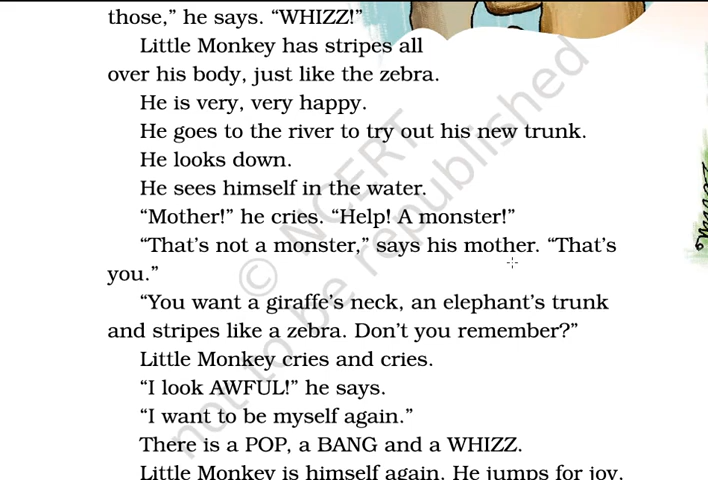 those,” he says. “WHIZZ!”
Little Monkey has stripes all
over his body, just like the zebra.
He is very, very happy.
He goes to the river to try out his new trunk.
He looks down.
He sees himself in the water.
“Mother!” he cries. “Help! A monster!”
“That’s not a monster,” says his mother. “That’s
you.”
“You want a giraffe’s neck, an elephant’s trunk
and stripes like a zebra. Don’t you remember?”
Little Monkey cries and cries.
“I look AWFUL!” he says.
“I want to be myself again.”
There is a POP, a BANG and a WHIZZ.
Little Monkey is himself again. He jumps for joy.
© NCERT
not to be republished